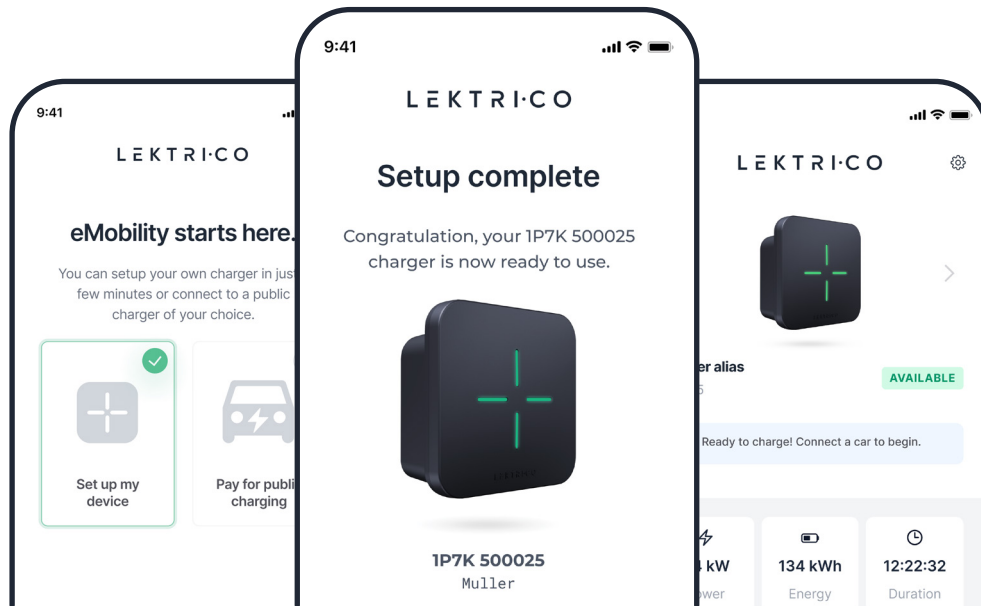 9:41
LEKTRI·CO
eMobility starts here.
You can setup your own charger in just
few minutes or connect to a public
charger of your choice.
Set up my
device
Pay for
charging
9:41
LEKTRI·CO
Setup complete
Congratulation, your 1P7K 500025
charger is now ready to use.
LEKTRI·CO
1P7K 500025
Muller
LEKTRI·CO
alias
AVAILABLE
Ready to charge! Connect a car to begin.
kW
134 kWh
Energy
12:22:32
Duration